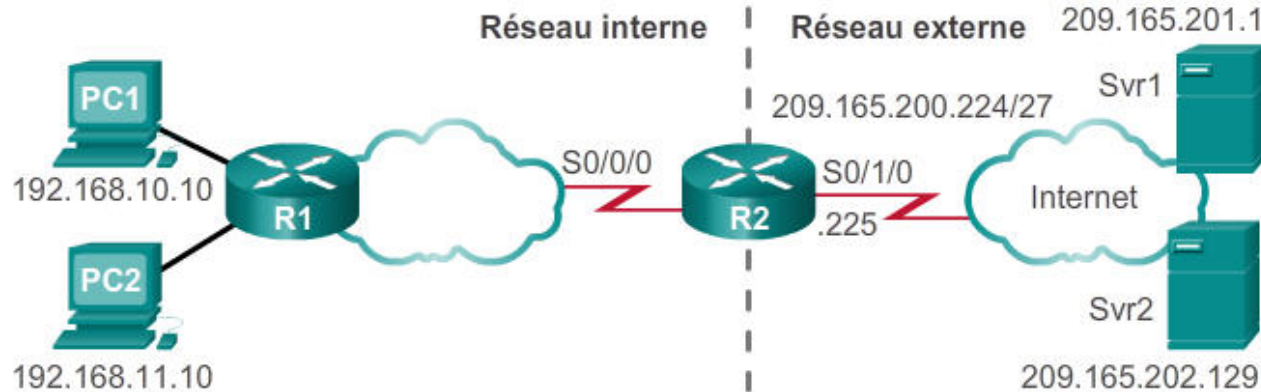 Réseau interne
Réseau externe
209.165.201.1
PC1
Svr1
209.165.200.224/27
192.168.10.10
R1
S0/0/0
R2
S0/1/0
.225
Internet
PC2
Svr2
192.168.11.10
209.165.202.129